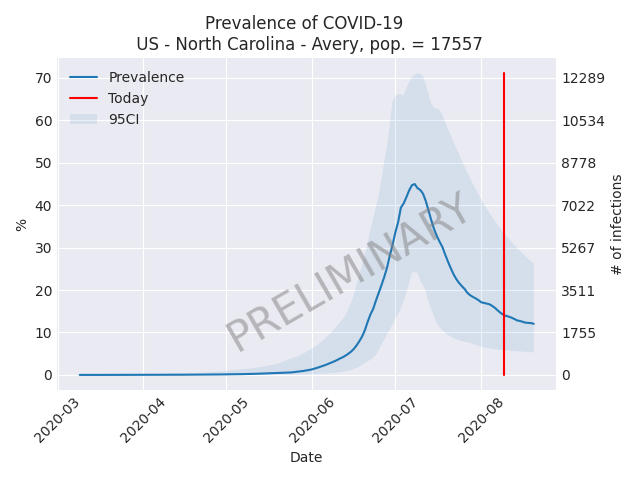 Prevalence of COVID-19
US - North Carolina - Avery, pop. = 17557
Prevalence
Today
95CI
PRELIMINARY
70
60
50
40
30
20
10
0
%
12289
10534
8778
7022
5267
3511
1755
0
# of infections
2020-03
2020-04
2020-05
2020-06
2020-07
2020-08
Date